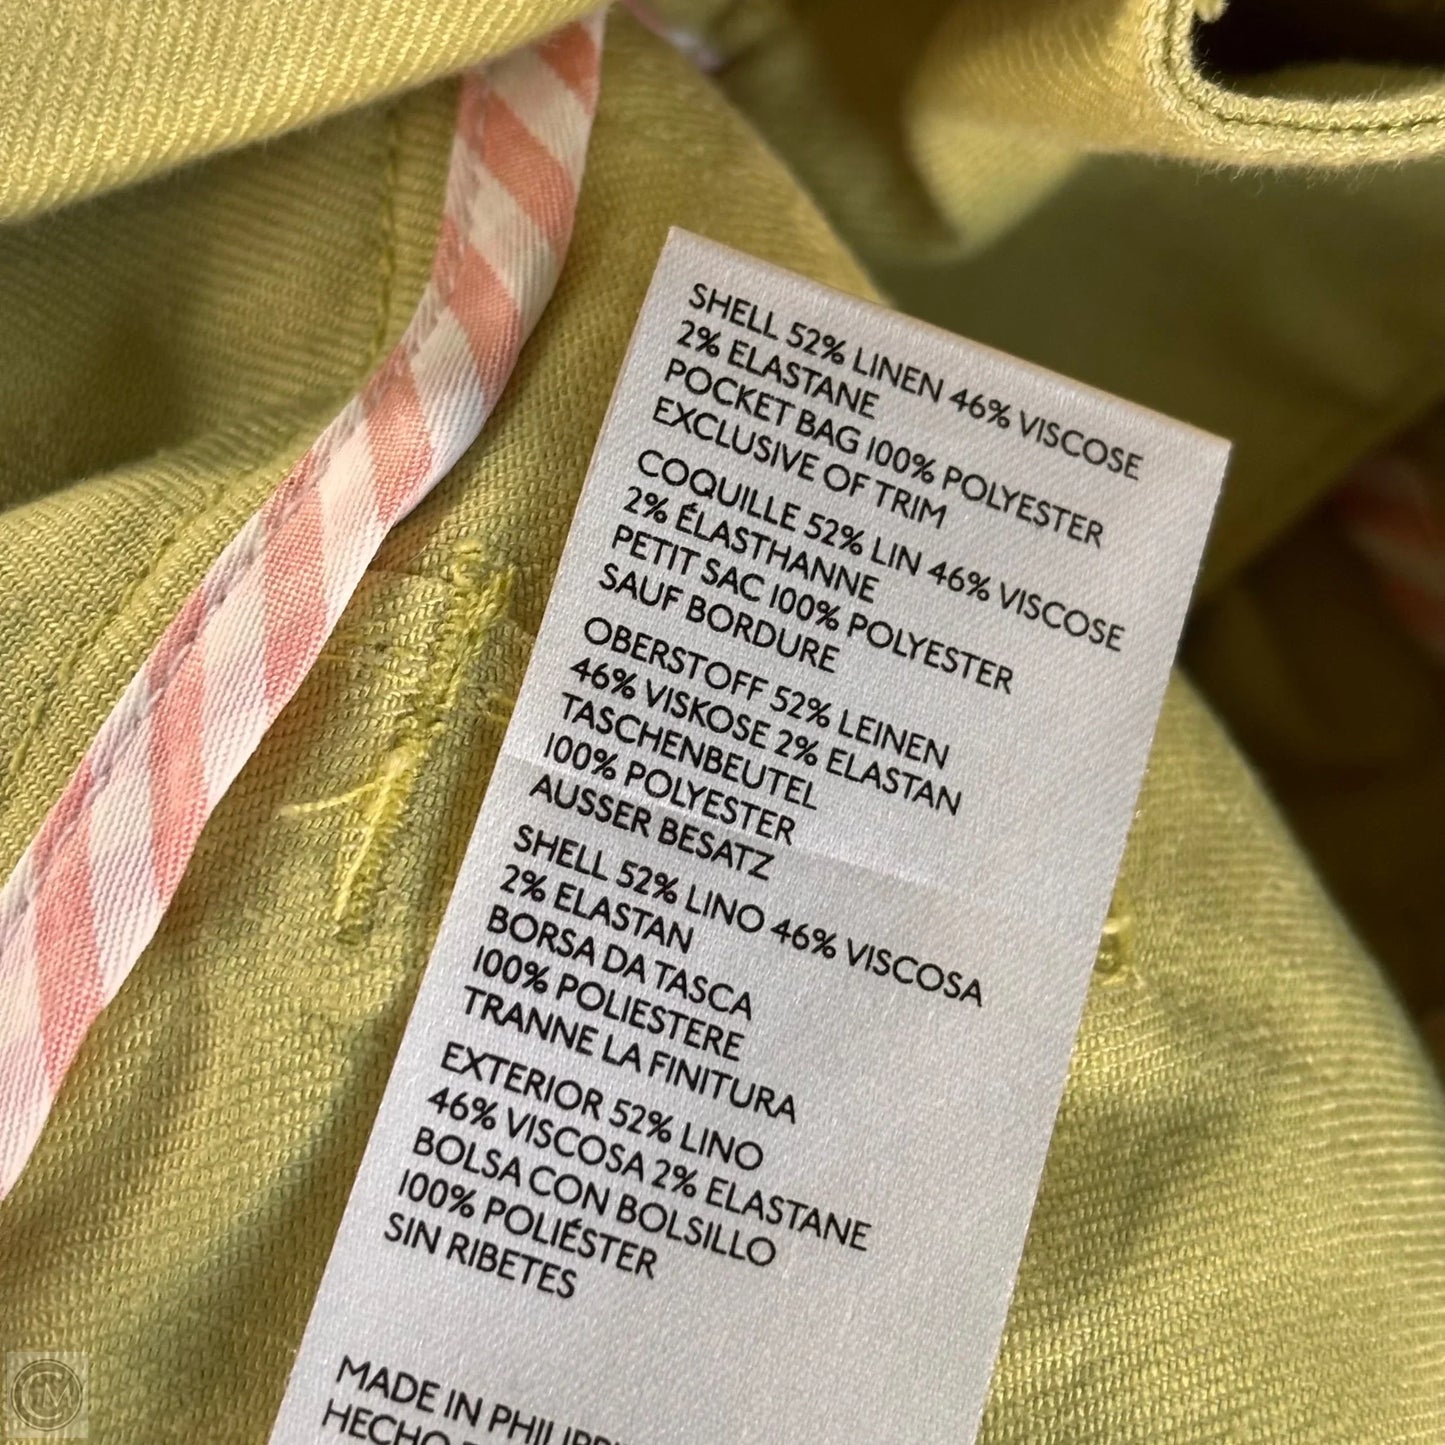 SHELL 52% LINEN 46% VISCOSE
2% ELASTANE
POCKET BAG 100% POLYESTER
EXCLUSIVE OF TRIM
COQUILLE 52% LIN 46% VISCOSE
2% ÉLASTHANNE
PETIT SAC 100% POLYESTER
SAUF BORDURE
OBERSTOFF 52% LEINEN
46% VISKOSE 2% ELASTAN
TASCHENBEUTEL
100% POLYESTER
AUSSER BESATZ
SHELL 52% LINO 46% VISCOSA
2% ELASTAN
BORSA DA TASCA
100% POLIESTERE
TRANNE LA FINITURA
EXTERIOR 52% LINO
46% VISCOSA 2% ELASTANE
BOLSA CON BOLSILLO
100% POLIÉSTER
SIN RIBETES
MADE IN
HECHO